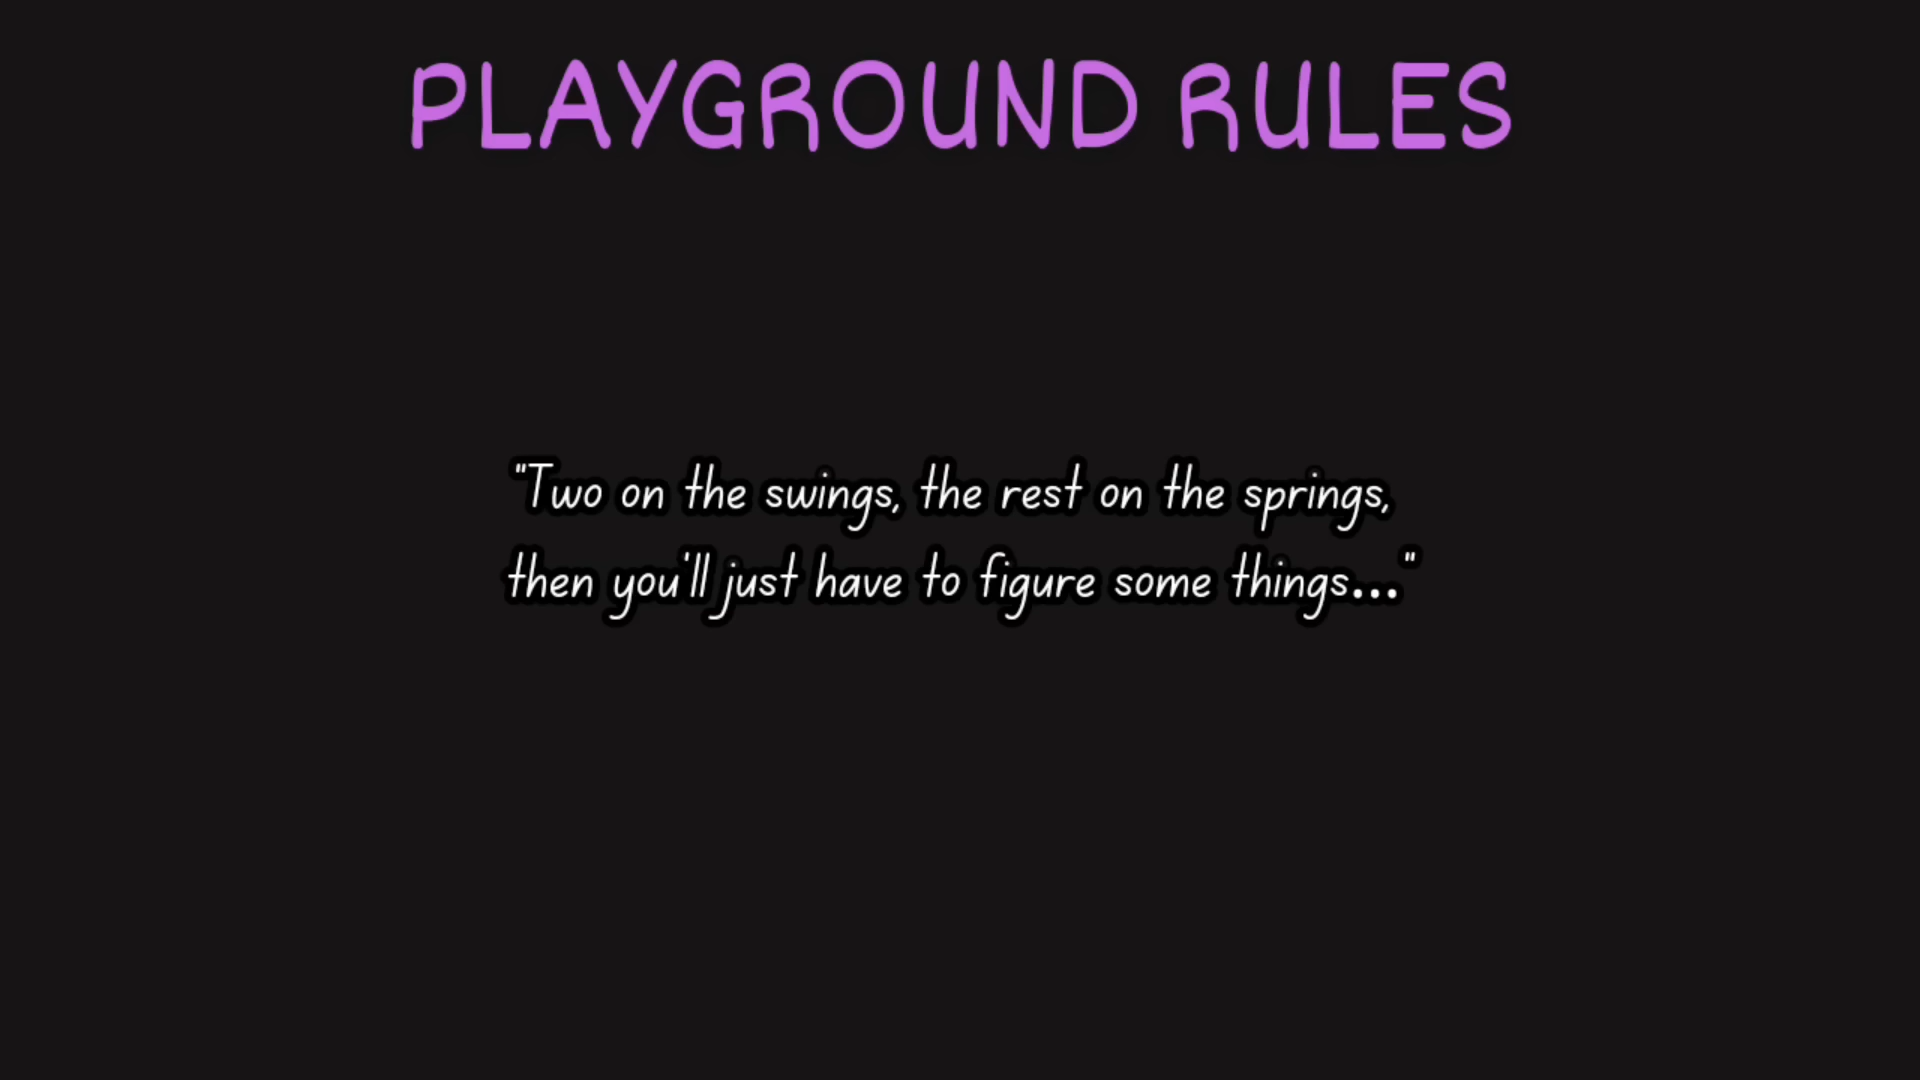 PLAYGROUND RULES
"Two on the swings, the rest on the springs,
then you'll just have to figure some things..."